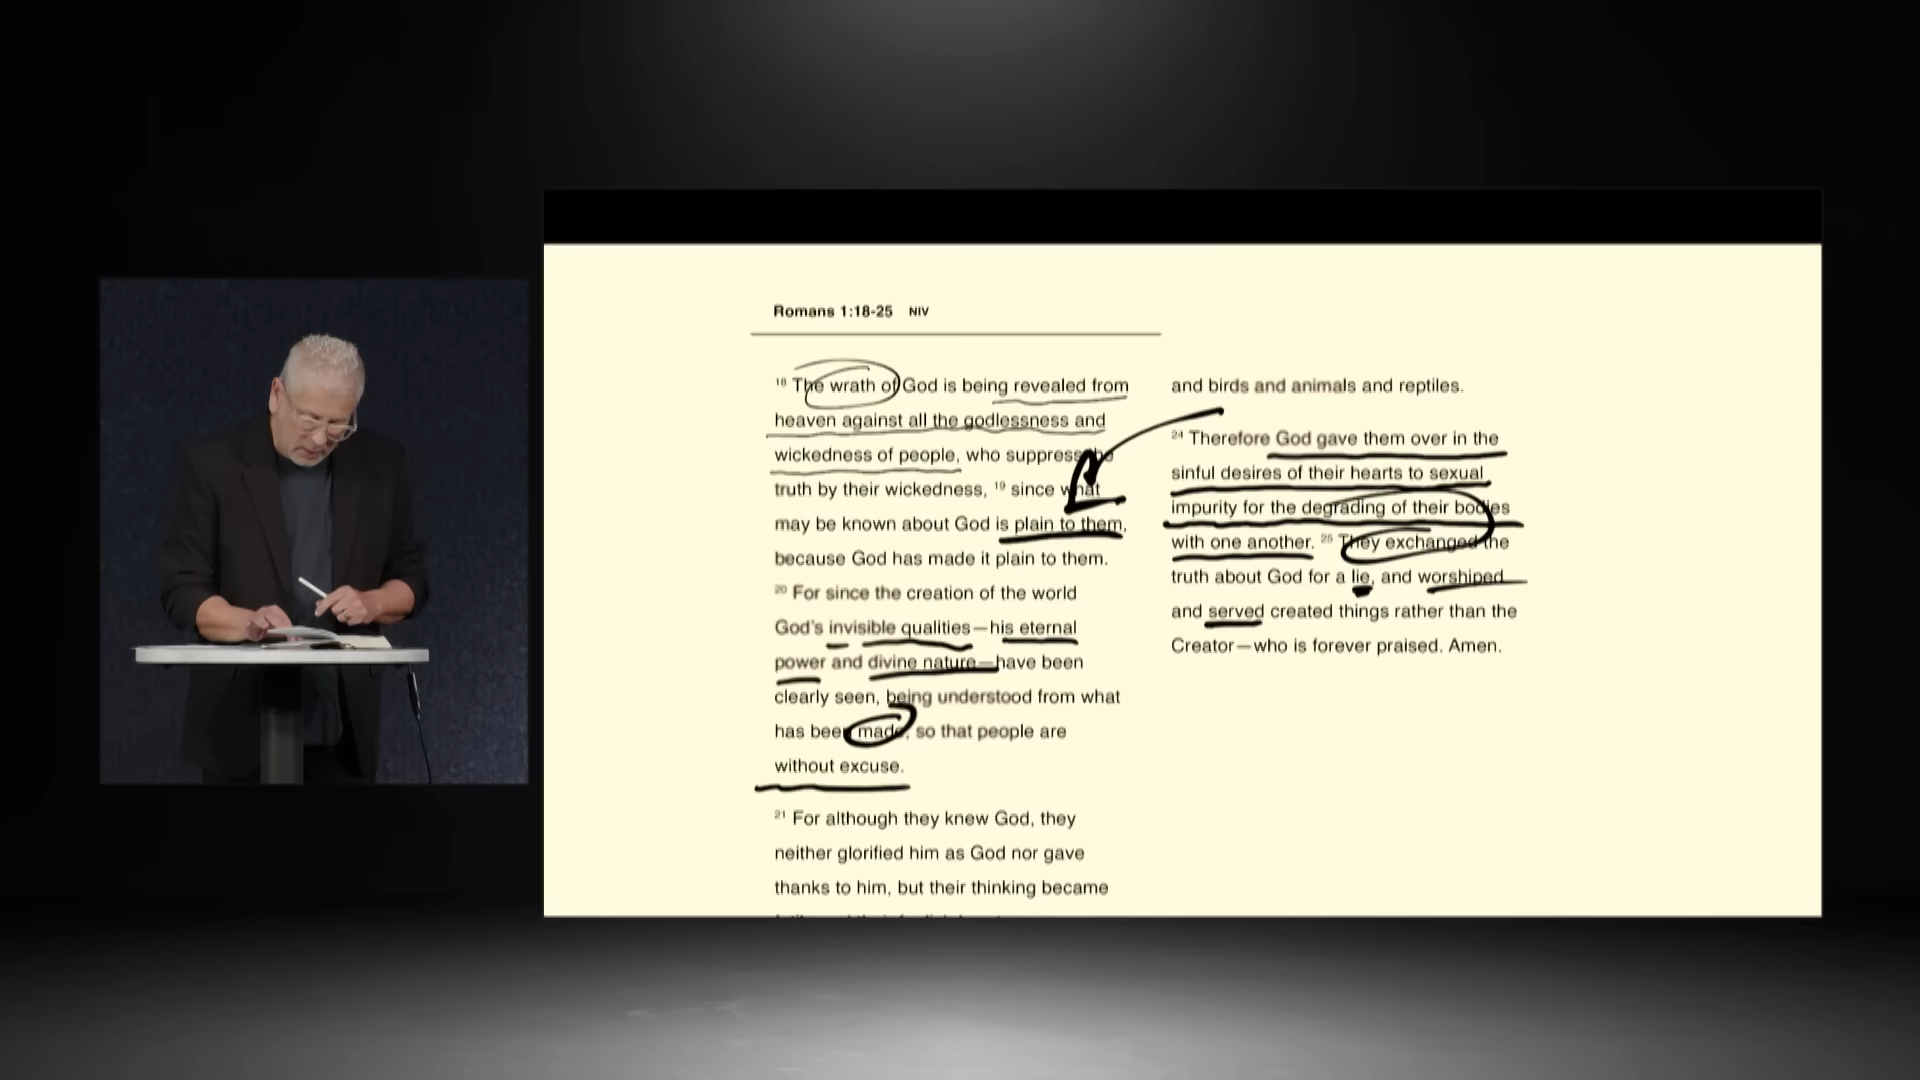 Romans 1:18-25 NIV
18 The wrath of God is being revealed from
heaven against all the godlessness and
wickedness of people, who suppress the
truth by their wickedness, 19 since what
may be known about God is plain to them,
because God has made it plain to them.
20 For since the creation of the world
God's invisible qualities—his eternal
power and divine nature—have been
clearly seen, being understood from what
has been made, so that people are
without excuse.
21 For although they knew God, they
neither glorified him as God nor gave
thanks to him, but their thinking became
and birds and animals and reptiles.
24 Therefore God gave them over in the
sinful desires of their hearts to sexual
impurity for the degrading of their bodies
with one another. 25 They exchanged the
truth about God for a lie, and worshiped
and served created things rather than the
Creator—who is forever praised. Amen.